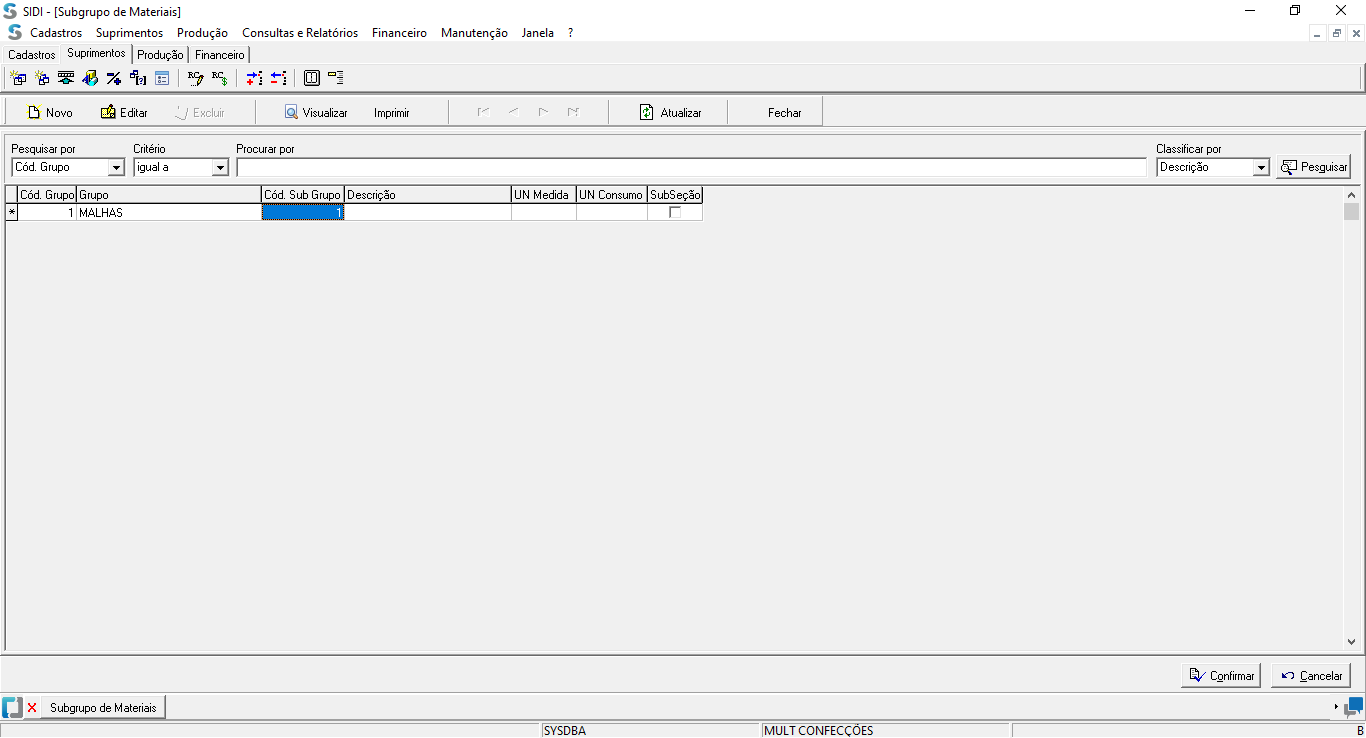 SIDI - [Subgrupo de Materiais]
Cadastros Suprimentos Produção Consultas e Relatórios Financeiro Manutenção Janela ?
Cadastros Suprimentos Produção Financeiro
Novo Editar Excluir Visualizar Imprimir Atualizar Fechar
Pesquisar por Critério Procurar por Classificar por
Cód. Grupo igual a Descrição Pesquisar
Cód. Grupo Grupo Cód. Sub Grupo Descrição UN Medida UN Consumo SubSeção
* 1 MALHAS 1
Confirmar Cancelar
Subgrupo de Materiais
SYSDBA MULT CONFECÇÕES B